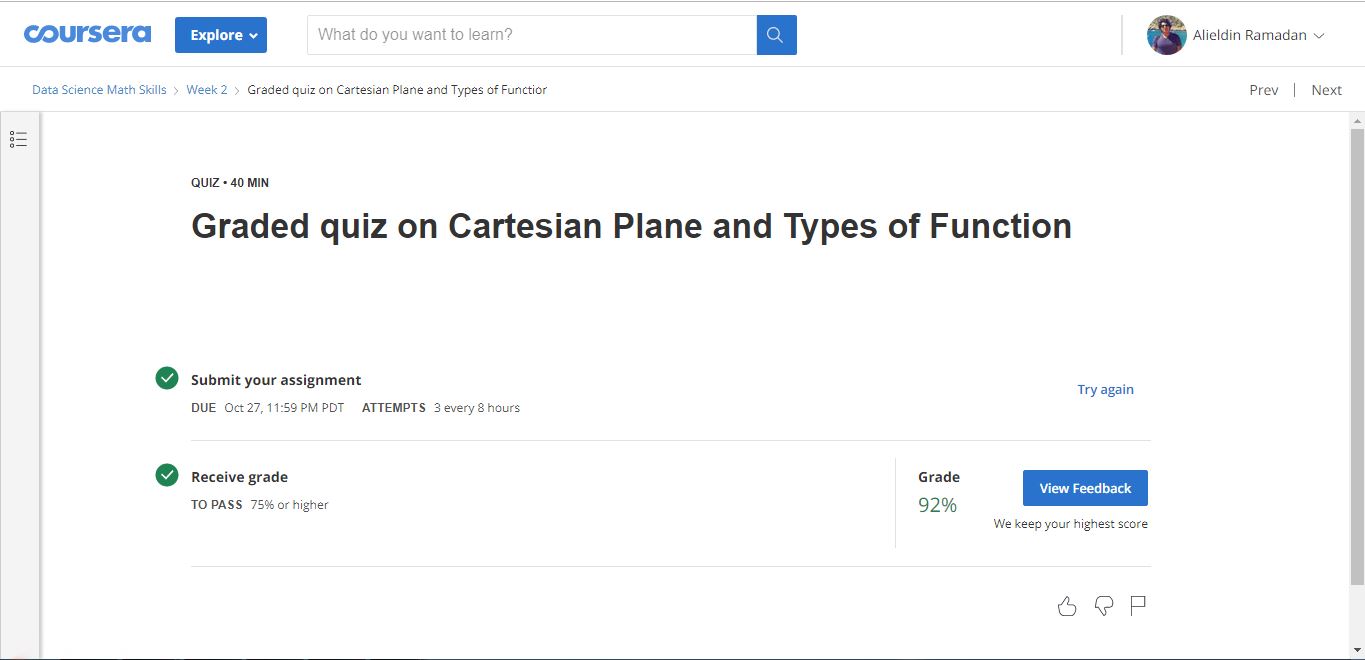 coursera Explore What do you want to learn? Alieldin Ramadan
Data Science Math Skills > Week 2 > Graded quiz on Cartesian Plane and Types of Functior Prev | Next
QUIZ • 40 MIN
Graded quiz on Cartesian Plane and Types of Function
Submit your assignment
Try again
DUE Oct 27, 11:59 PM PDT ATTEMPTS 3 every 8 hours
Receive grade
TO PASS 75% or higher
Grade
92%
View Feedback
We keep your highest score